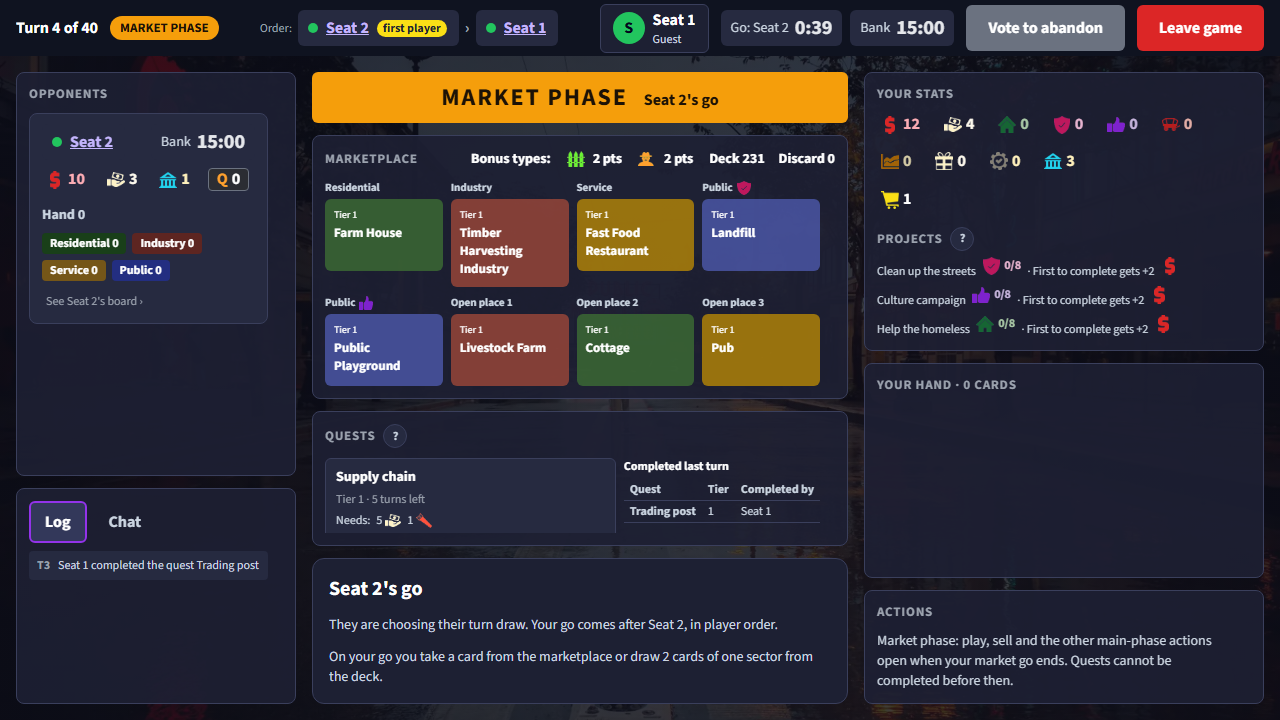 Turn 4 of 40 MARKET PHASE Order: Seat 2 first player › Seat 1 S Seat 1 Guest Go: Seat 2 0:39 Bank 15:00 Vote to abandon Leave game
OPPONENTS
Seat 2 Bank 15:00
10 3 1 Q 0
Hand 0
Residential 0 Industry 0
Service 0 Public 0
See Seat 2's board ›
Log Chat
T3 Seat 1 completed the quest Trading post
MARKET PHASE Seat 2's go
MARKETPLACE Bonus types: 2 pts 2 pts Deck 231 Discard 0
Residential Industry Service Public
Tier 1 Tier 1 Tier 1 Tier 1
Farm House Timber Fast Food Landfill
Harvesting Restaurant
Industry
Public Open place 1 Open place 2 Open place 3
Tier 1 Tier 1 Tier 1 Tier 1
Public Livestock Farm Cottage Pub
Playground
QUESTS ?
Supply chain
Tier 1 · 5 turns left
Needs: 5 1
Completed last turn
Quest Tier Completed by
Trading post 1 Seat 1
Seat 2's go
They are choosing their turn draw. Your go comes after Seat 2, in player order.
On your go you take a card from the marketplace or draw 2 cards of one sector from
the deck.
YOUR STATS
$ 12 4 0 0 0 0
0 0 0 3
1
PROJECTS ?
Clean up the streets 0/8 · First to complete gets +2 $
Culture campaign 0/8 · First to complete gets +2 $
Help the homeless 0/8 · First to complete gets +2 $
YOUR HAND · 0 CARDS
ACTIONS
Market phase: play, sell and the other main-phase actions
open when your market go ends. Quests cannot be
completed before then.